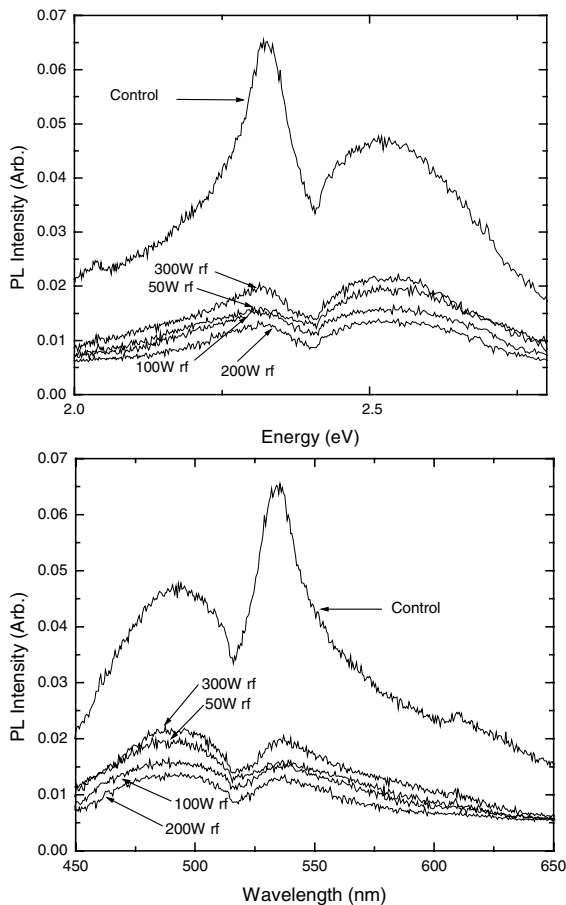 0.07
0.06
0.05
0.04
0.03
0.02
0.01
0.00
PL Intensity (Arb.)
Control
300W rf
50W rf
100W rf
200W rf
2.0
2.5
Energy (eV)
0.07
0.06
0.05
0.04
0.03
0.02
0.01
0.00
PL Intensity (Arb.)
Control
300W rf
50W rf
100W rf
200W rf
450
500
550
600
650
Wavelength (nm)